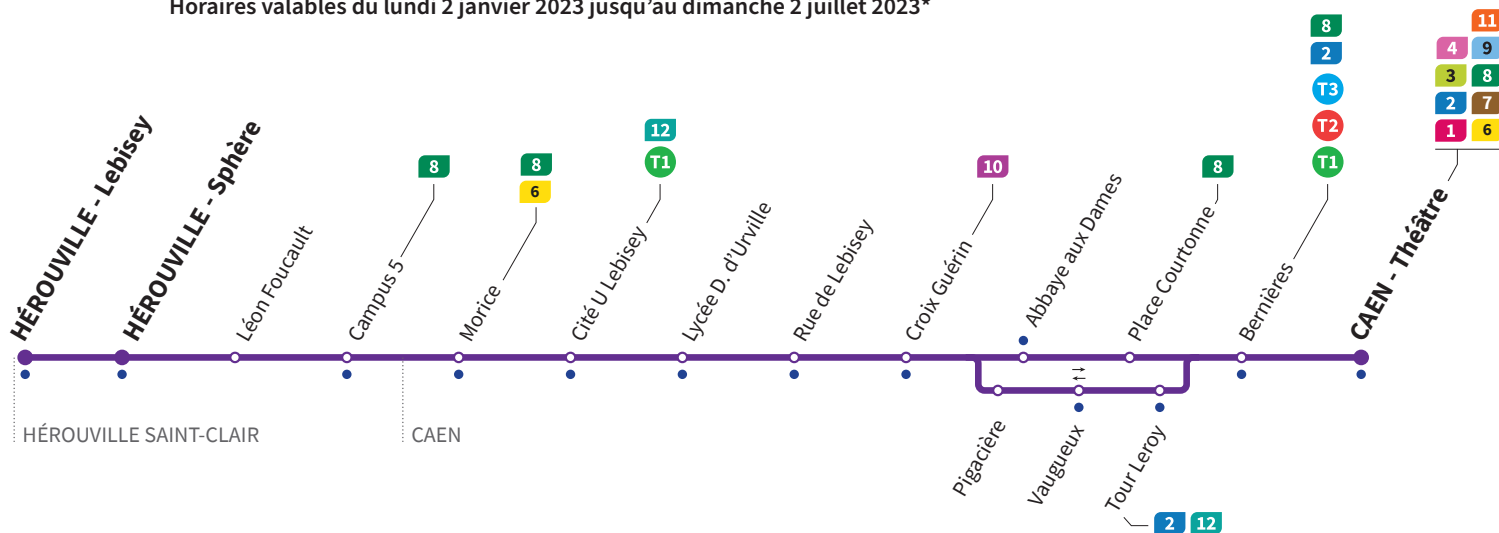 Horaires valables du lundi 2 janvier 2023 jusqu'au dimanche 2 juillet 2023*
HÉROUVILLE - Lebisey
HÉROUVILLE - Sphère
Léon Foucault
Campus 5
8
Morice
8
6
Cité U Lebisey
12
T1
Lycée D. d'Urville
Rue de Lebisey
Croix Guérin
10
Abbaye aux Dames
Place Courtonne
8
Bernières
8
2
T3
T2
T1
CAEN - Théâtre
11
4 9
3 8
2 7
1 6
Pigacière
Vaugueux
Tour Leroy
2 12
HÉROUVILLE SAINT-CLAIR
CAEN